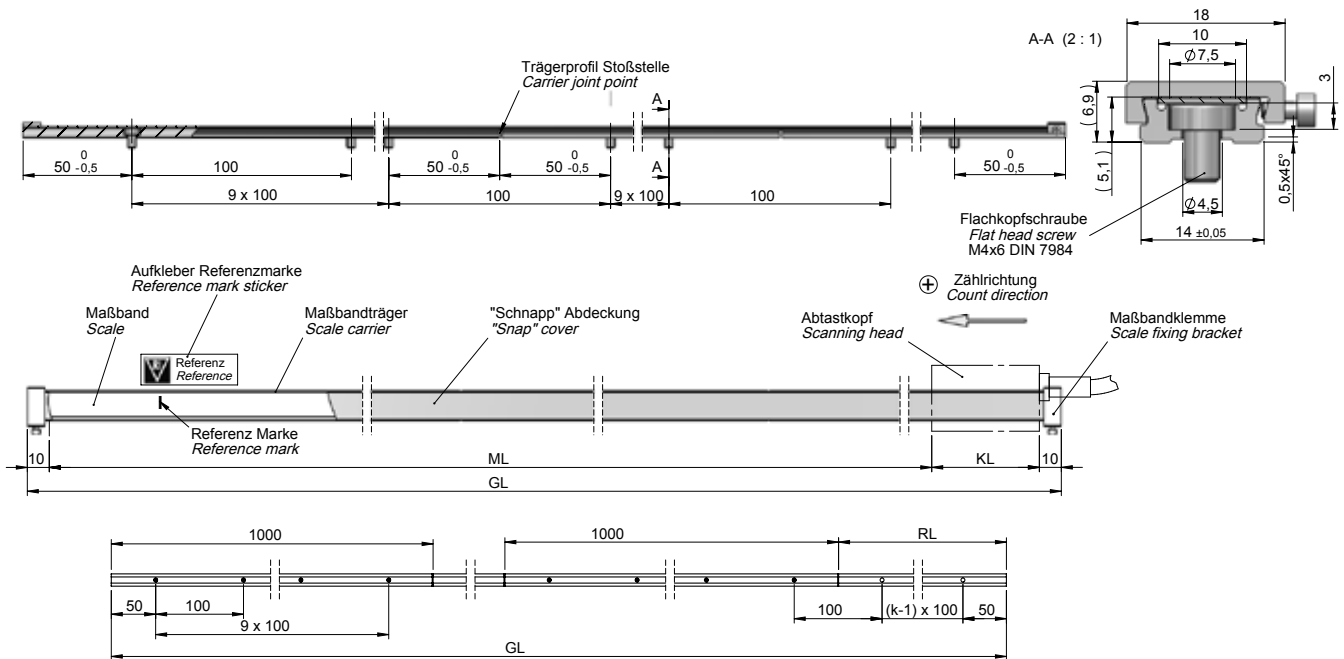 Trägerprofil Stoßstelle
Carrier joint point
A
A
50 0 -0,5
100
50 0 -0,5
50 0 -0,5
50 0 -0,5
9 x 100
100
9 x 100
100
A-A (2 : 1)
18
10
Ø 7,5
3
( 6,9 )
( 5,1 )
0,5x45°
Ø 4,5
14 ±0,05
Flachkopfschraube
Flat head screw
M4x6 DIN 7984
Aufkleber Referenzmarke
Reference mark sticker
Maßband
Scale
Maßbandträger
Scale carrier
"Schnapp" Abdeckung
"Snap" cover
Abtastkopf
Scanning head
Zählrichtung
Count direction
Maßbandklemme
Scale fixing bracket
Referenz
Reference
Referenz Marke
Reference mark
10
ML
KL
10
GL
1000
1000
RL
50
100
9 x 100
100
(k-1) x 100
50
GL